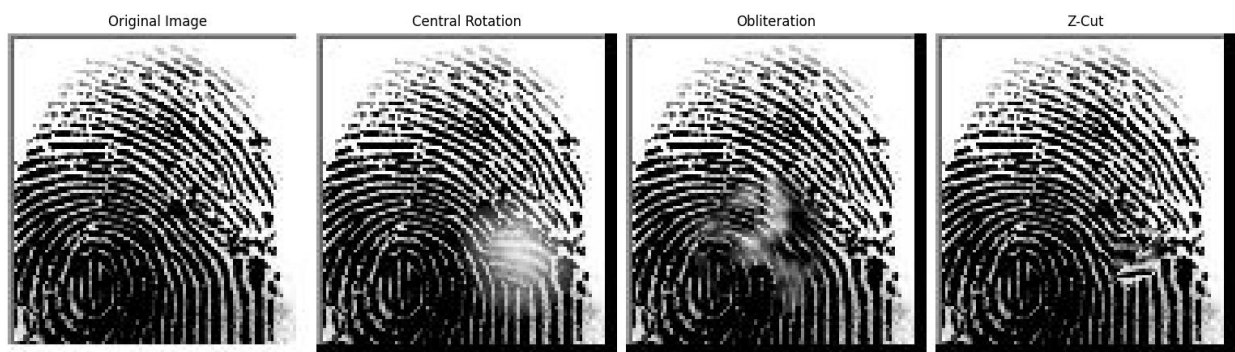 Original Image
Central Rotation
Obliteration
Z-Cut